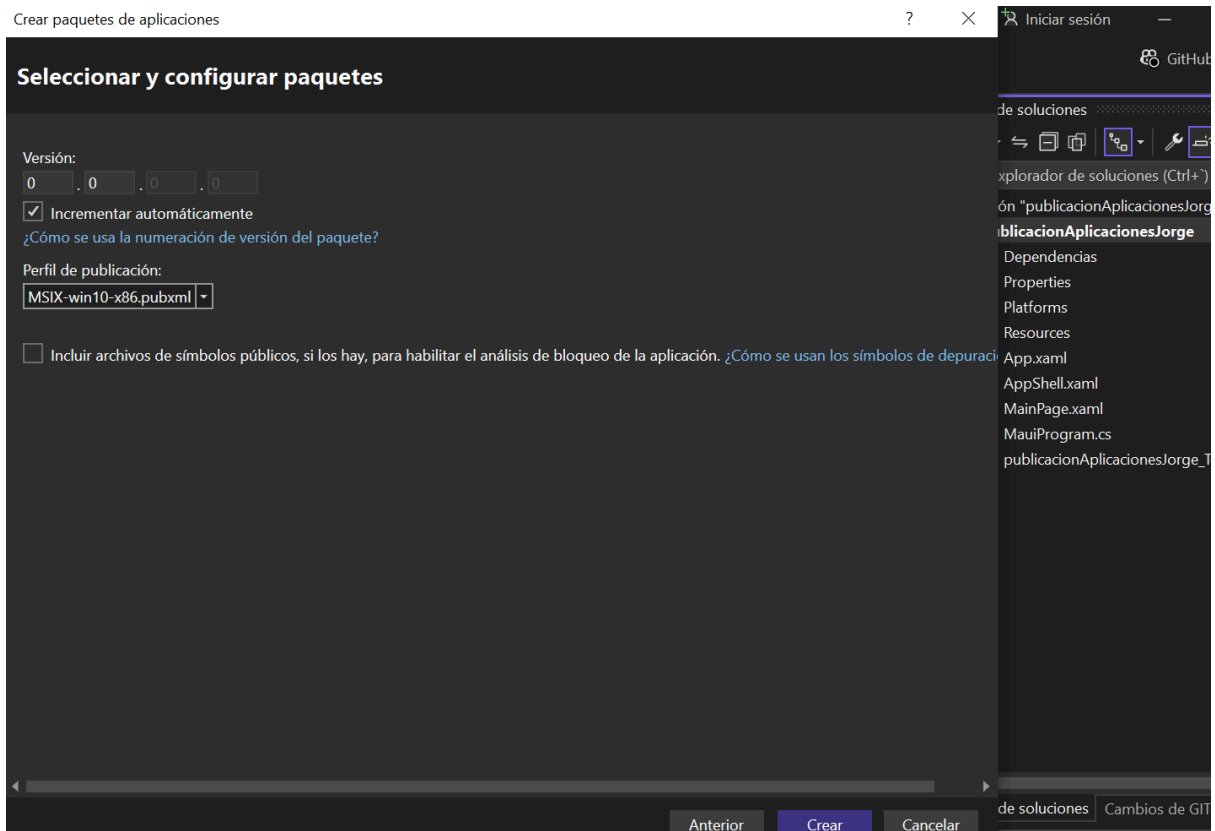 Crear paquetes de aplicaciones
?
Iniciar sesión
GitHub
Seleccionar y configurar paquetes
Versión:
0 . 0 . 0 . 0
Incrementar automáticamente
¿Cómo se usa la numeración de versión del paquete?
Perfil de publicación:
MSIX-win10-x86.pubxml
Incluir archivos de símbolos públicos, si los hay, para habilitar el análisis de bloqueo de la aplicación. ¿Cómo se usan los símbolos de depuraci
Anterior
Crear
Cancelar
de soluciones
xplorador de soluciones (Ctrl+`)
ón "publicacionAplicacionesJorg
blicacionAplicacionesJorge
Dependencias
Properties
Platforms
Resources
App.xaml
AppShell.xaml
MainPage.xaml
MauiProgram.cs
publicacionAplicacionesJorge_T
de soluciones
Cambios de GIT